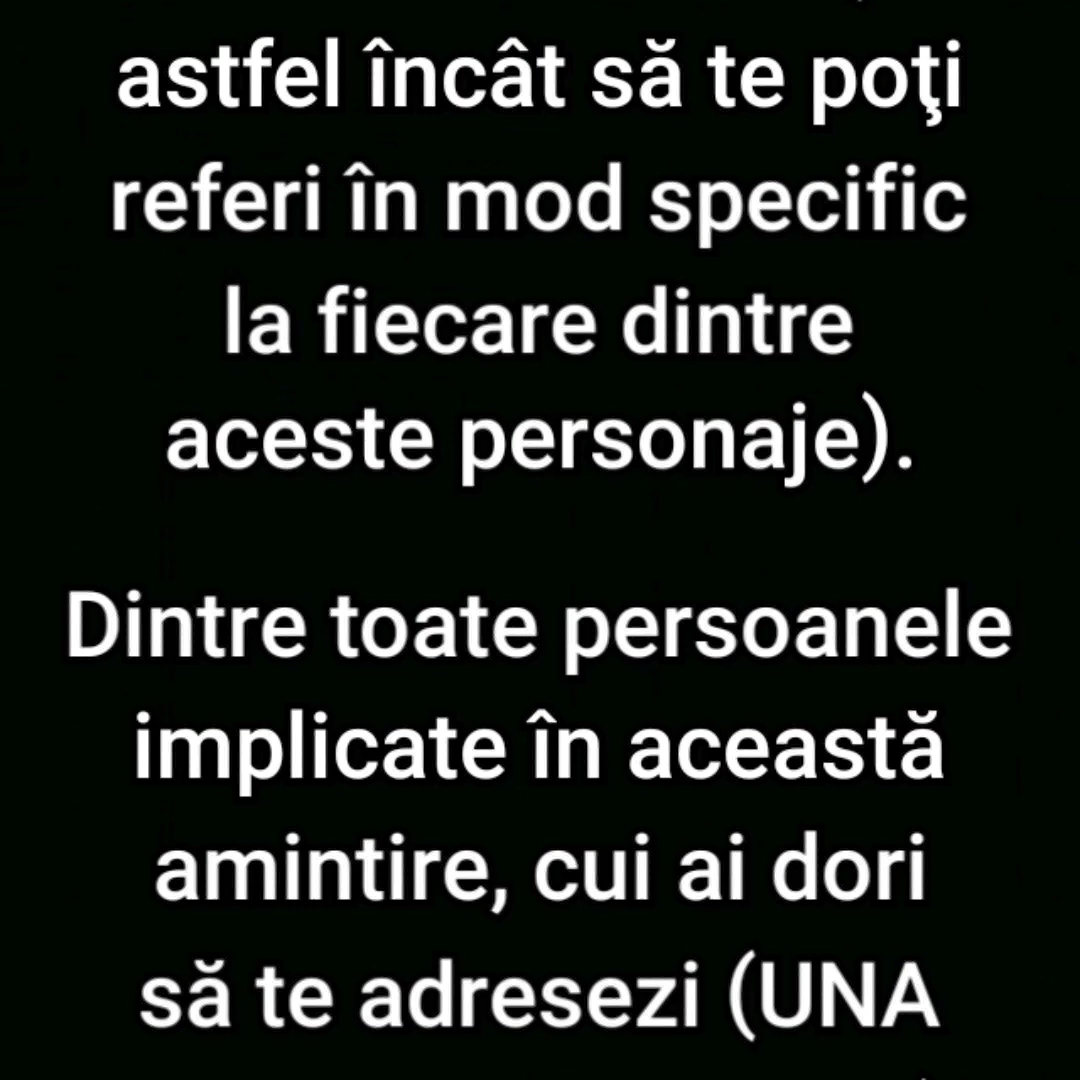 astfel încât să te poţi
referi în mod specific
la fiecare dintre
aceste personaje).
Dintre toate persoanele
implicate în această
amintire, cui ai dori
să te adresezi (UNA